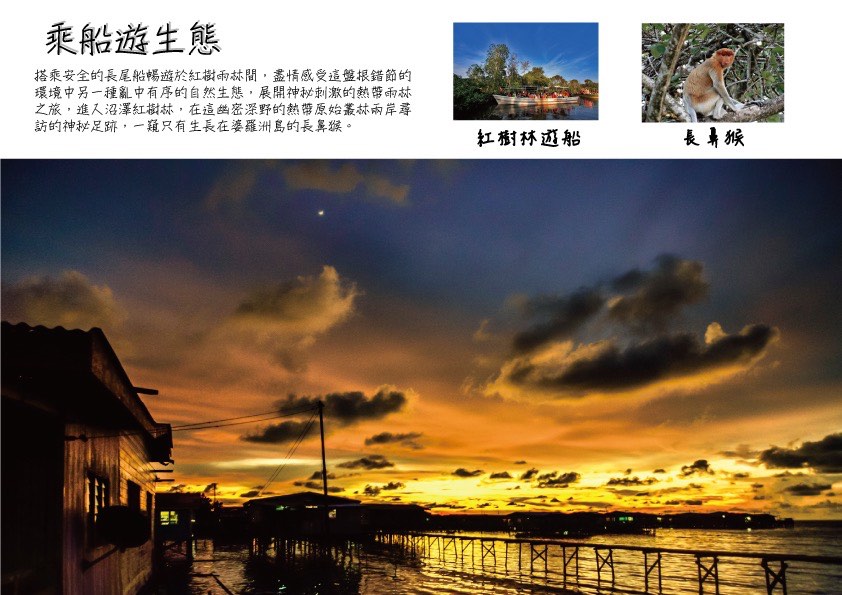 乘船遊生態
搭乘安全的長尾船暢遊於紅樹雨林間，盡情感受這盤根錯節的
環境中另一種亂中有序的自然生態，展開神秘刺激的熱帶雨林
之旅，進入沼澤紅樹林，在這幽密深野的熱帶原始叢林兩岸尋
訪的神秘足跡，一窺只有生長在婆羅洲島的長鼻猴。
紅樹林遊船
長鼻猴